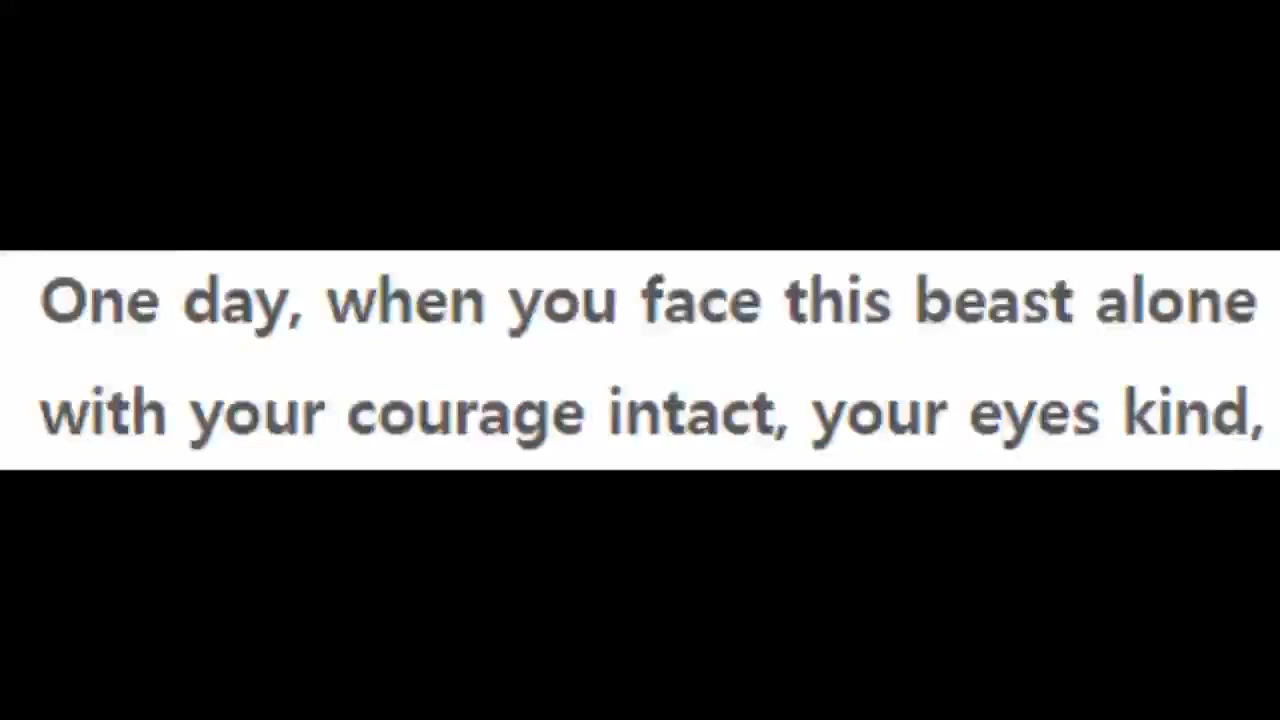 One day, when you face this beast alone
with your courage intact, your eyes kind,